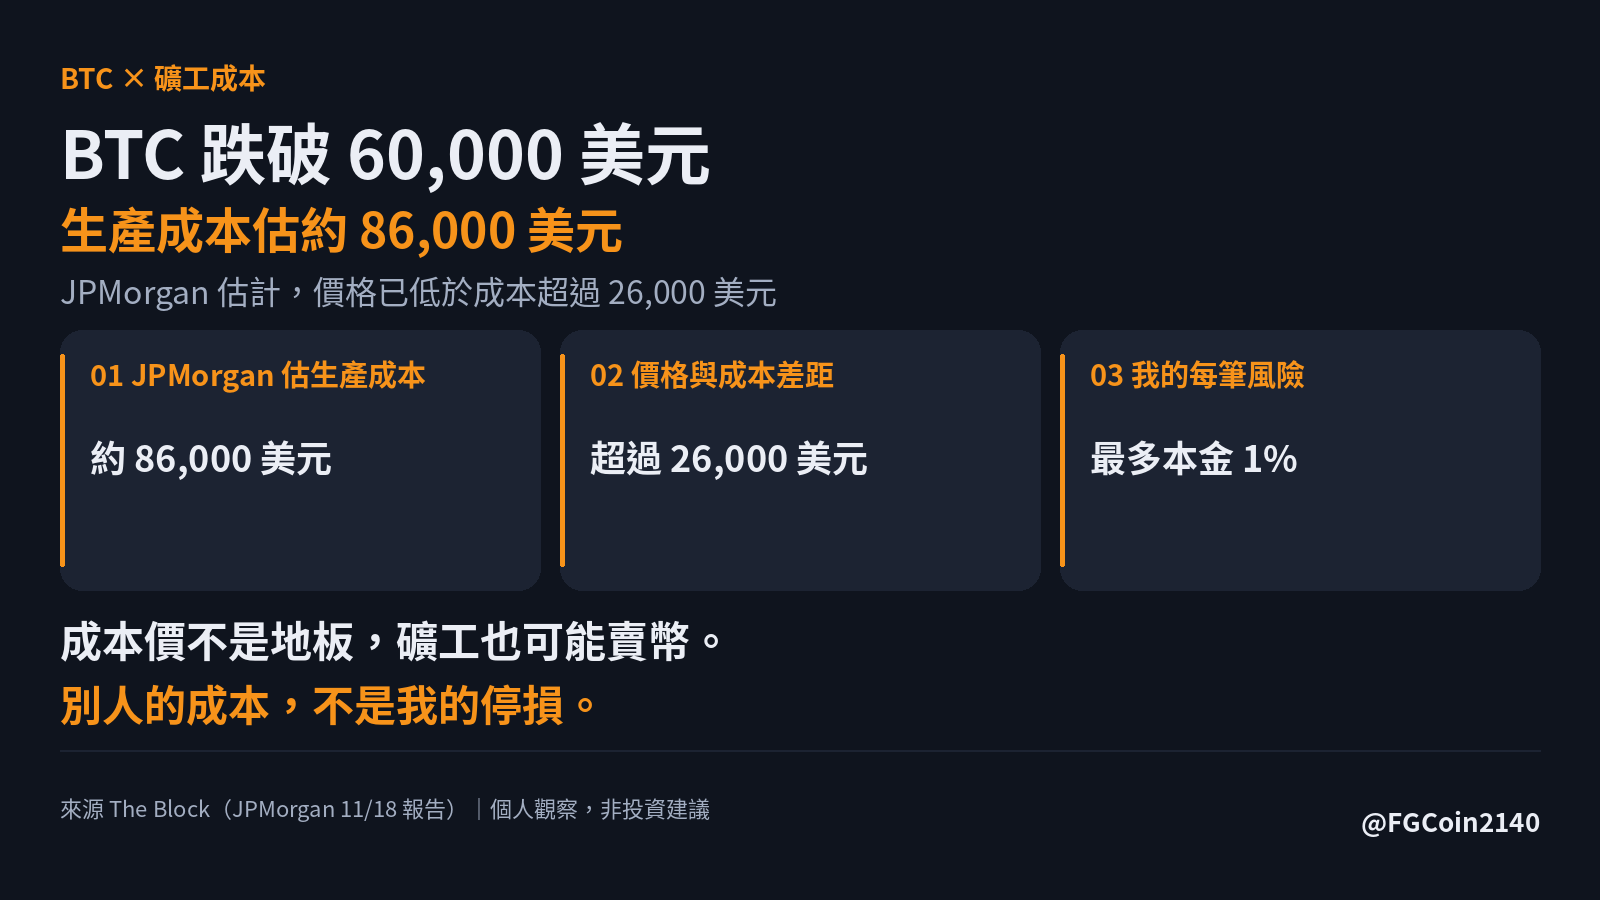 BTC × 礦工成本
BTC 跌破 60,000 美元
生產成本估約 86,000 美元
JPMorgan 估計，價格已低於成本超過 26,000 美元
01 JPMorgan 估生產成本
約 86,000 美元
02 價格與成本差距
超過 26,000 美元
03 我的每筆風險
最多本金 1%
成本價不是地板，礦工也可能賣幣。
別人的成本，不是我的停損。
來源 The Block（JPMorgan 11/18 報告）｜個人觀察，非投資建議
@FGCoin2140